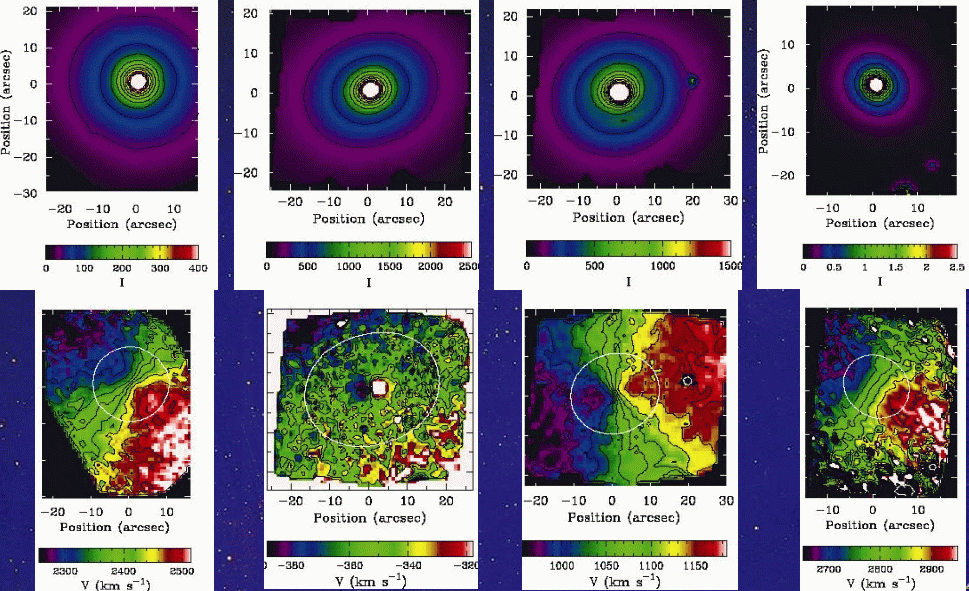 Position (arcsec)
20
10
0
−10
−20
−30
−20 −10 0 10
Position (arcsec)
0 100 200 300 400
I
20
10
0
−10
−20
−20 −10 0 10 20
Position (arcsec)
0 500 1000 1500 2000 2500
I
20
10
0
−10
−20
−20 −10 0 10 20 30
Position (arcsec)
0 500 1000 1500
I
Position (arcsec)
10
0
−10
−20
−10 0 10
Position (arcsec)
0 0.5 1 1.5 2 2.5
I
−10 0 10
Position (arcsec)
2300 2400 2500
V (km s−1)
−20 −10 0 10 20
Position (arcsec)
−380 −360 −340 −320
V (km s−1)
−20 −10 0 10 20 30
Position (arcsec)
1000 1050 1100 1150
V (km s−1)
−10 0 10
Position (arcsec)
2700 2800 2900
V (km s−1)